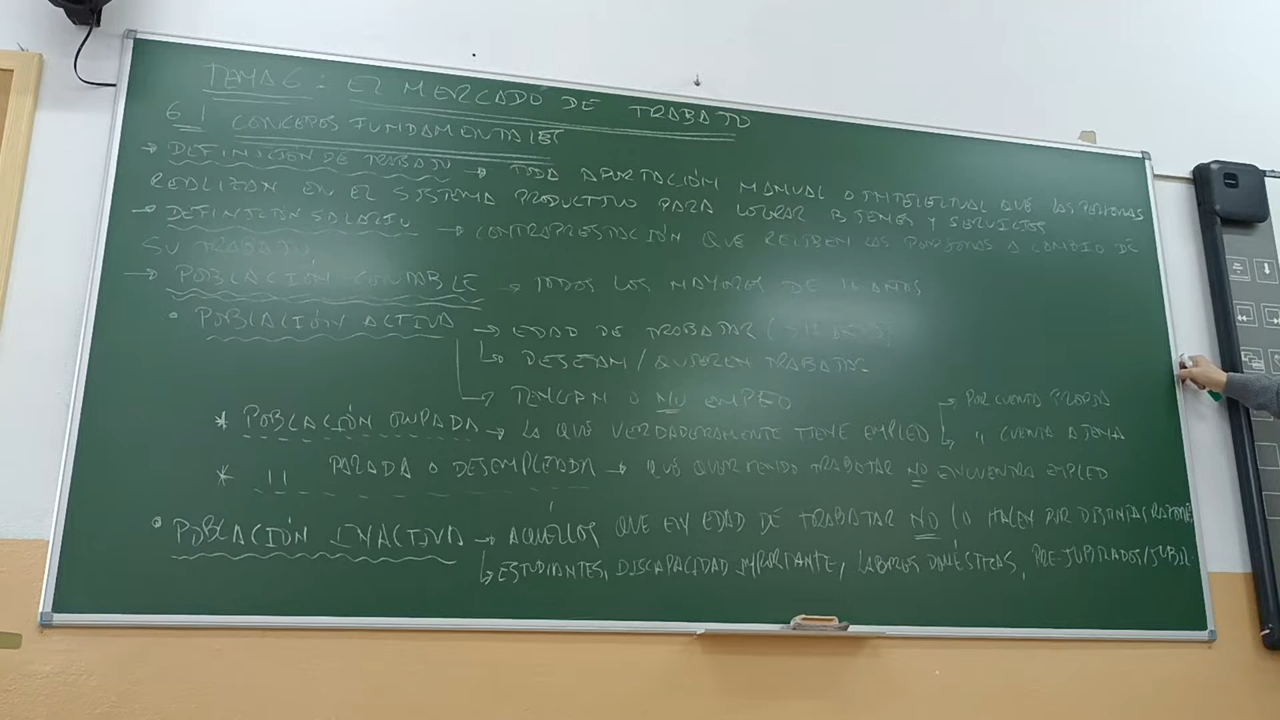 TEMA 6: EL MERCADO DE TRABAJO
6.1 CONCEPTOS FUNDAMENTALES
→ DEFINICIÓN DE TRABAJO → TODA APORTACIÓN MANUAL O INTELECTUAL QUE LAS PERSONAS
REALIZAN EN EL SISTEMA PRODUCTIVO PARA LOGRAR BIENES Y SERVICIOS
→ DEFINICIÓN SALARIO → CONTRAPRESTACIÓN QUE RECIBEN LAS PERSONAS A CAMBIO DE
SU TRABAJO
→ POBLACIÓN CONTABLE → TODOS LOS MAYORES DE 16 AÑOS
• POBLACIÓN ACTIVA → EDAD DE TRABAJAR
↳ DESEAN / QUIEREN TRABAJAR
↳ TENGAN O NO EMPLEO
* POBLACIÓN OCUPADA → LA QUE VERDADERAMENTE TIENE EMPLEO → POR CUENTA PROPIA
↳ " CUENTA AJENA
* " PARADA O DESEMPLEADA → QUE QUERIENDO TRABAJAR NO ENCUENTRA EMPLEO
• POBLACIÓN INACTIVA → AQUELLOS QUE EN EDAD DE TRABAJAR NO LO HACEN POR DISTINTAS RAZONES
↳ ESTUDIANTES, DISCAPACIDAD IMPORTANTE, LABORES DOMÉSTICAS, PRE-JUBILADOS/JUBIL.